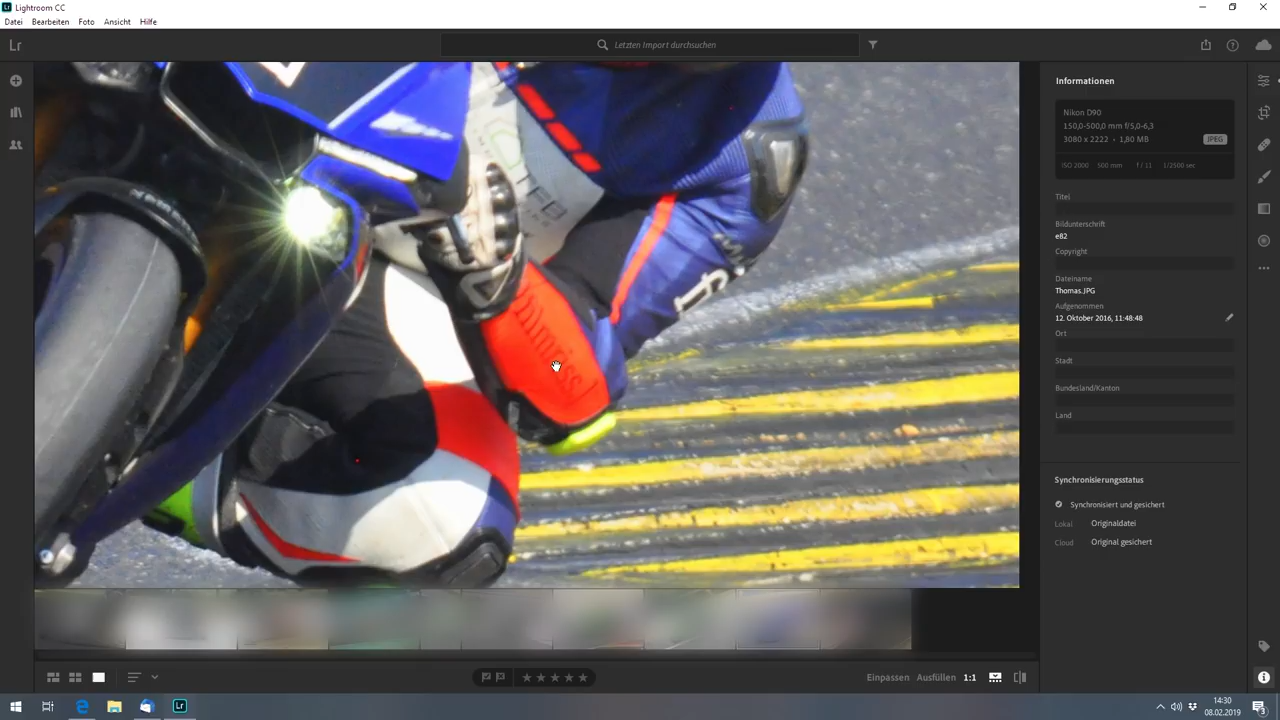 Lightroom CC
Datei Bearbeiten Foto Ansicht Hilfe
Lr
Letzten Import durchsuchen
Informationen
Nikon D90
150,0-500,0 mm f/5,0-6,3
3080 x 2222 • 1,80 MB
JPEG
ISO 2000 500 mm f / 11 1/2500 sec
Titel
Bildunterschrift
e82
Copyright
Dateiname
Thomas.JPG
Aufgenommen
12. Oktober 2016, 11:48:48
Ort
Stadt
Bundesland/Kanton
Land
Synchronisierungsstatus
Synchronisiert und gesichert
Lokal Originaldatei
Cloud Original gesichert
Einpassen Ausfüllen 1:1
Lr
14:30
08.02.2019
3